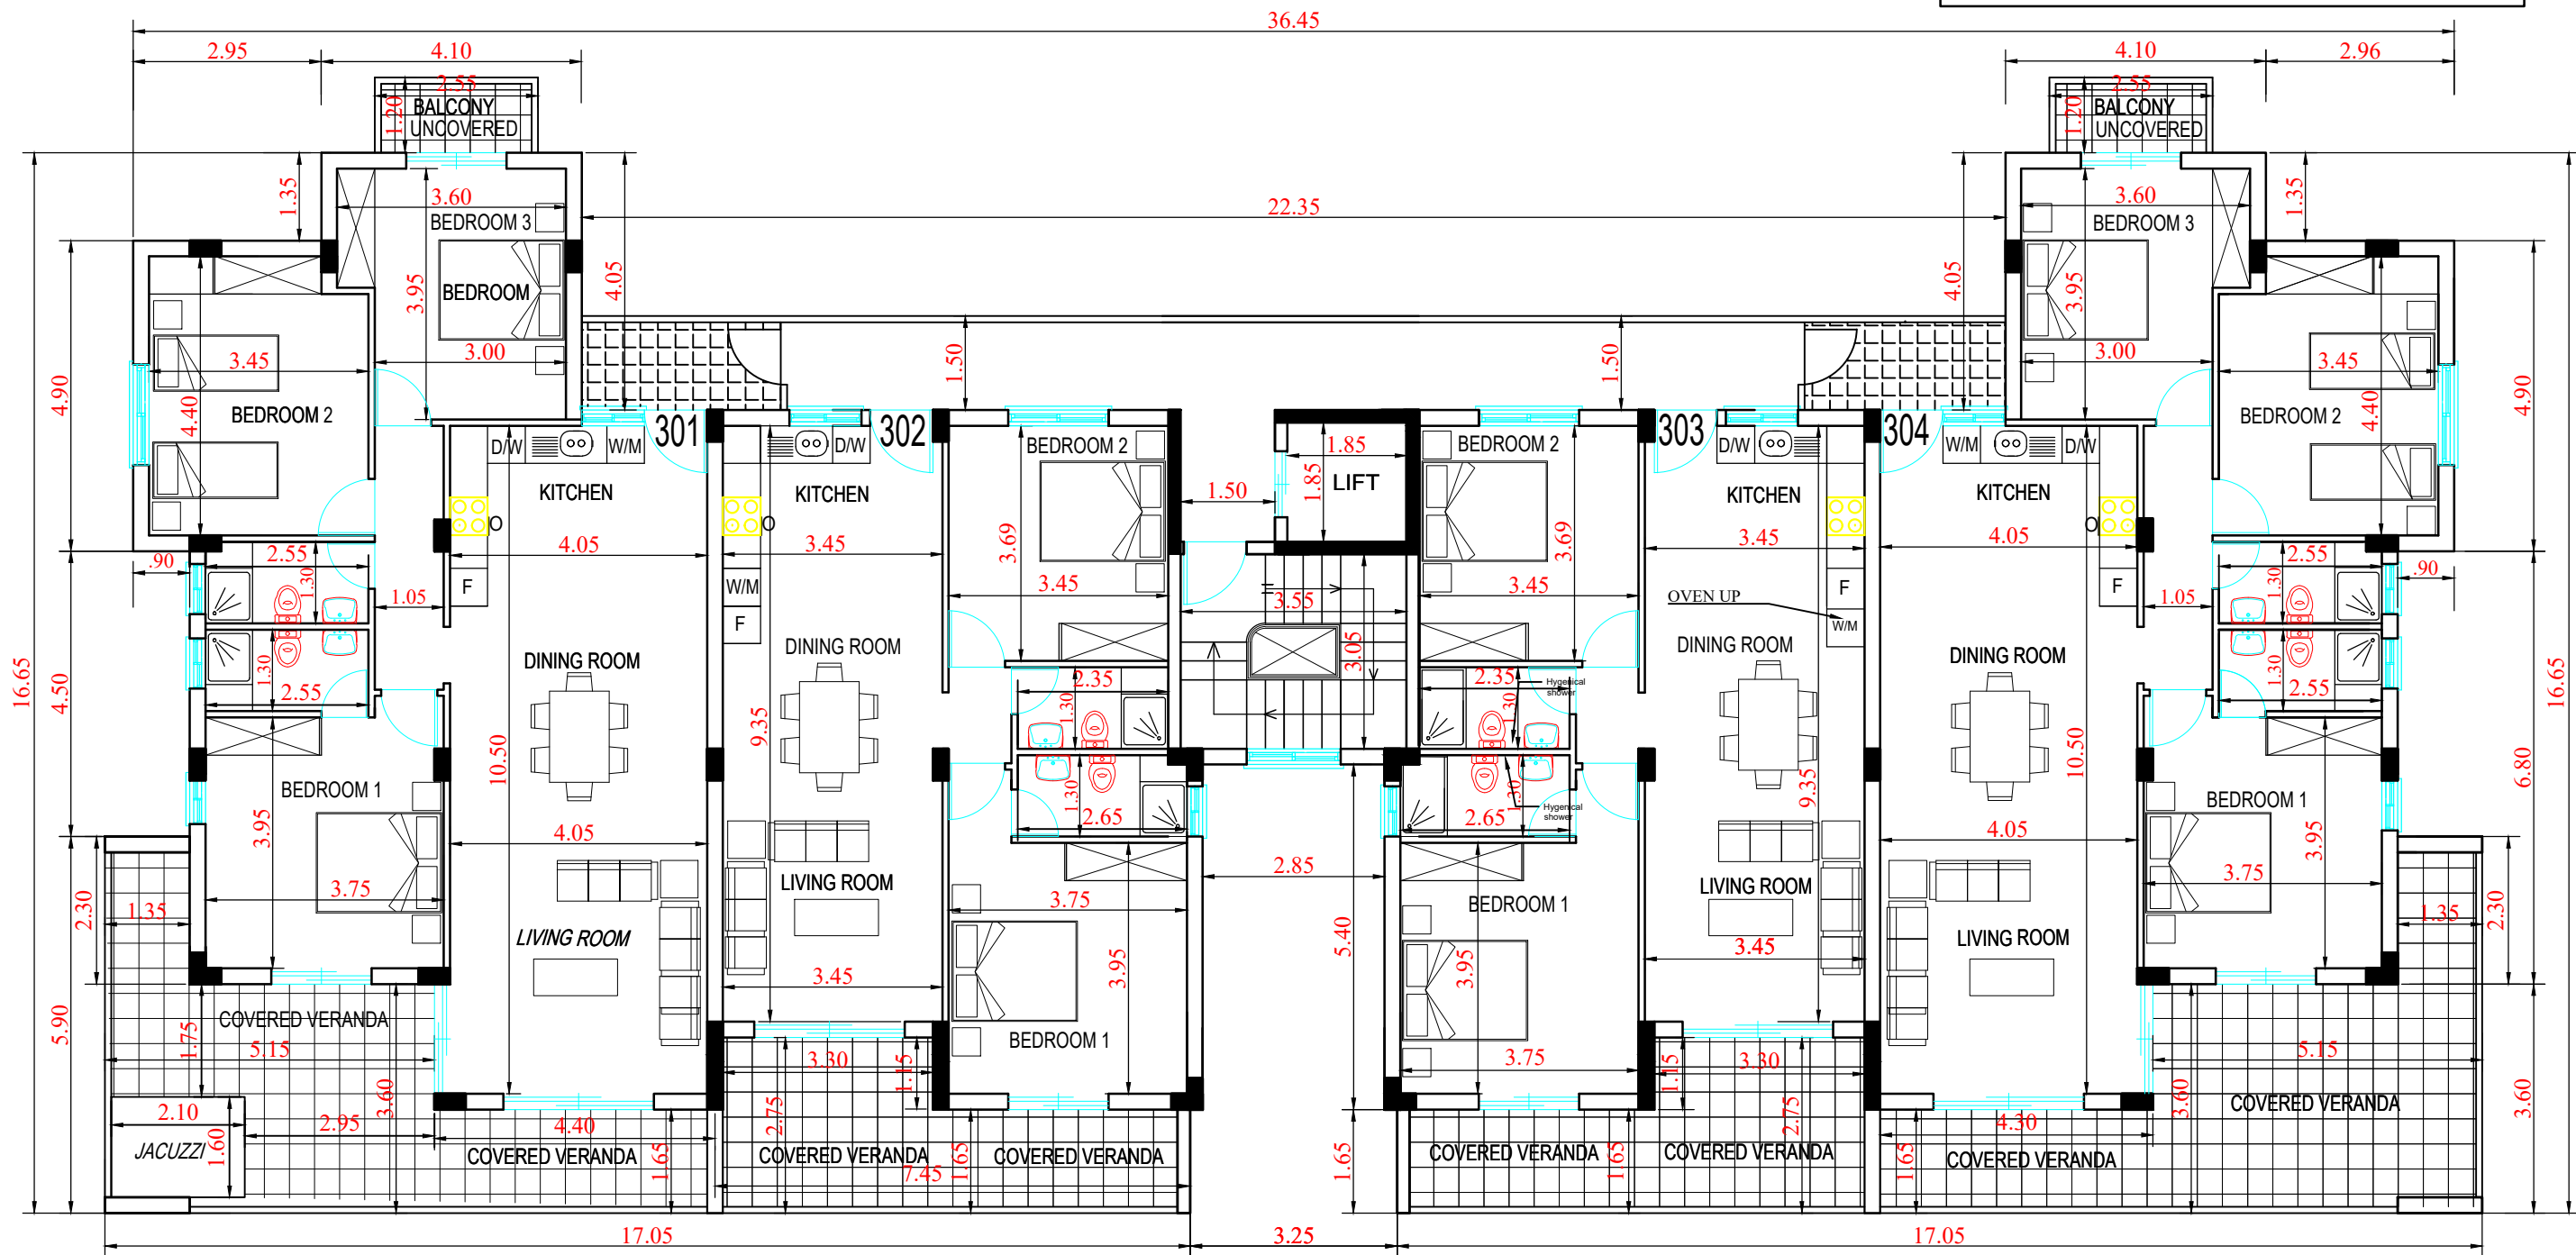 36.45
2.95
4.10
4.10
2.96
2.55
1.20
BALCONY
UNCOVERED
2.55
1.20
BALCONY
UNCOVERED
1.35
3.60
BEDROOM 3
22.35
3.60
BEDROOM 3
1.35
3.95
BEDROOM
4.05
4.05
3.95
3.00
1.50
1.50
3.00
4.90
3.45
4.40
BEDROOM 2
3.45
4.40
BEDROOM 2
4.90
301
302
303
304
D/W
W/M
D/W
BEDROOM 2
1.85
1.85
LIFT
BEDROOM 2
D/W
W/M
D/W
KITCHEN
KITCHEN
1.50
KITCHEN
KITCHEN
O
O
O
4.05
3.45
3.69
3.69
3.45
4.05
.90
2.55
1.30
F
W/M
3.45
3.45
F
F
2.55
1.30
.90
1.05
F
3.55
OVEN UP
W/M
1.05
16.65
4.50
1.30
2.55
DINING ROOM
DINING ROOM
3.05
DINING ROOM
DINING ROOM
1.30
2.55
16.65
2.35
1.30
2.35
1.30
Hygenical
shower
9.35
10.50
9.35
10.50
6.80
BEDROOM 1
1.30
2.65
1.30
2.65
Hygenical
shower
BEDROOM 1
3.95
4.05
4.05
3.95
2.85
3.75
LIVING ROOM
LIVING ROOM
3.75
2.30
1.35
3.75
BEDROOM 1
1.35
2.30
LIVING ROOM
5.40
3.45
LIVING ROOM
3.45
3.95
3.95
5.90
COVERED VERANDA
1.75
5.15
BEDROOM 1
3.75
5.15
3.30
1.15
1.15
3.30
3.60
2.75
2.75
3.60
COVERED VERANDA
3.60
2.10
2.95
4.40
4.30
JACUZZI
1.60
COVERED VERANDA
1.65
COVERED VERANDA
7.45
1.65
COVERED VERANDA
1.65
COVERED VERANDA
1.65
COVERED VERANDA
1.65
COVERED VERANDA
17.05
3.25
17.05